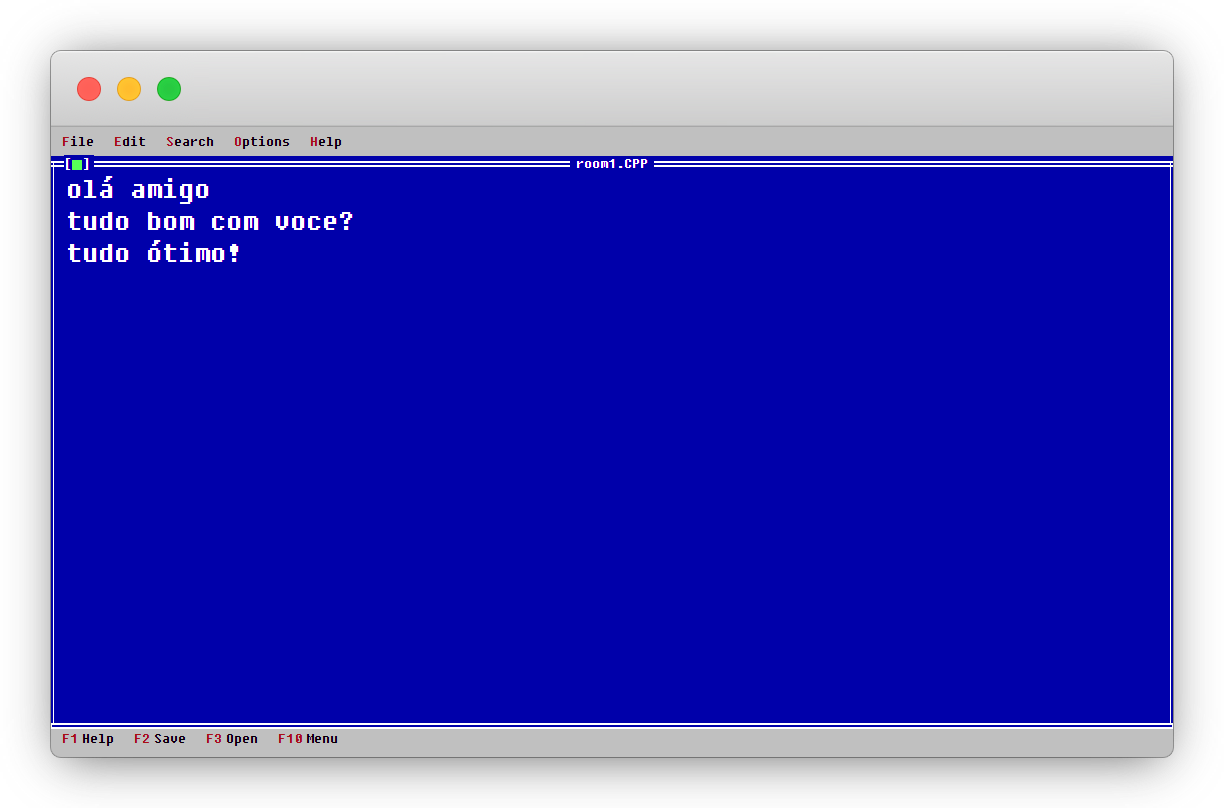 File Edit Search Options Help
[■] room1.CPP
olá amigo
tudo bom com voce?
tudo ótimo!
F1 Help F2 Save F3 Open F10 Menu